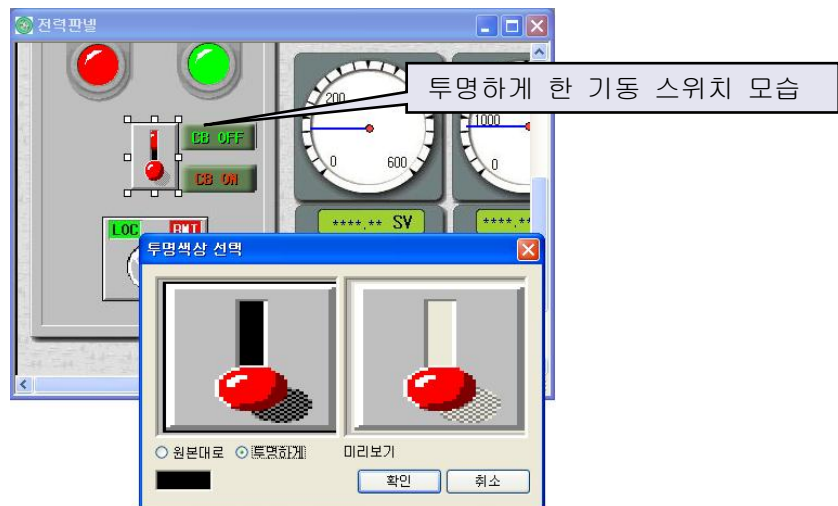 전력판넬
투명하게 한 기동 스위치 모습
200
1000
CB OFF
0 600
0
CB ON
LOC RMT
****.** SV
****.**
투명색상 선택
원본대로 투명하게 미리보기
확인 취소